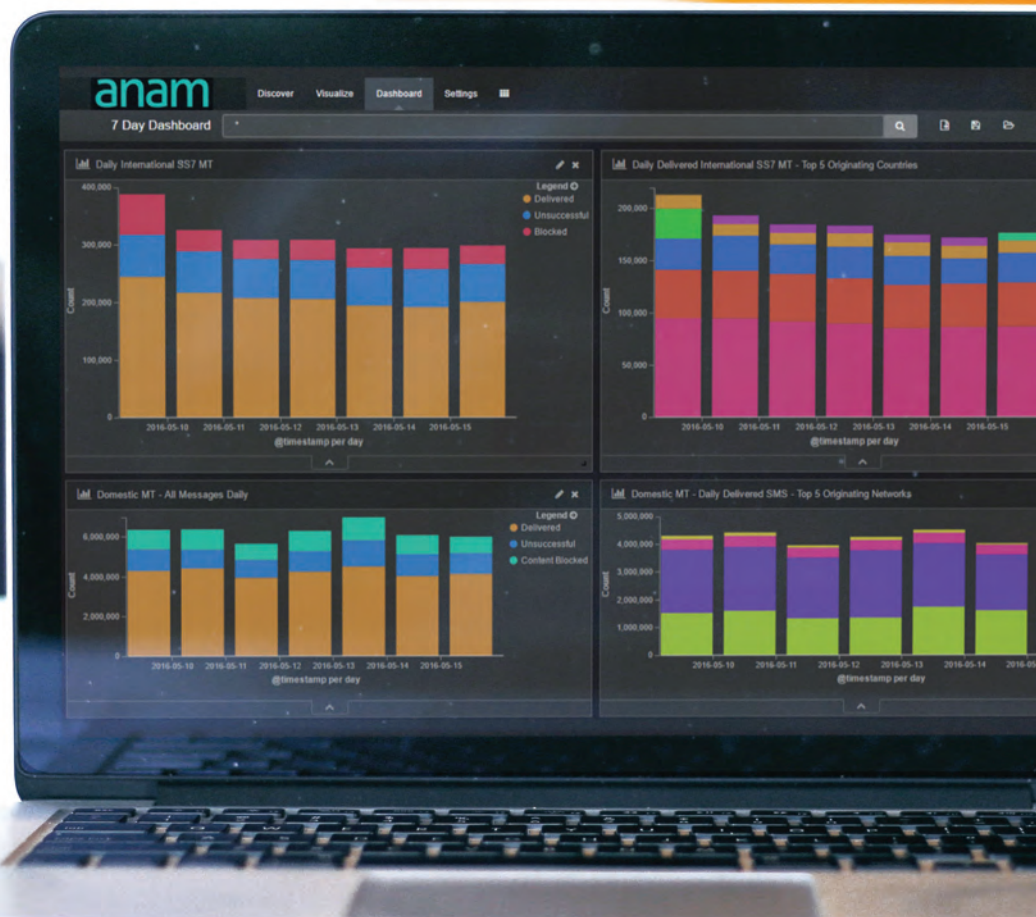 anam
Discover Visualize Dashboard Settings
7 Day Dashboard *
Daily International SS7 MT
Legend
Delivered
Unsuccessful
Blocked
400,000
300,000
200,000
100,000
0
Count
2016-05-10 2016-05-11 2016-05-12 2016-05-13 2016-05-14 2016-05-15
@timestamp per day
Daily Delivered International SS7 MT - Top 5 Originating Countries
200,000
150,000
100,000
50,000
0
Count
2016-05-10 2016-05-11 2016-05-12 2016-05-13 2016-05-14 2016-05-15
@timestamp per day
Domestic MT - All Messages Daily
Legend
Delivered
Unsuccessful
Content Blocked
6,000,000
4,000,000
2,000,000
0
Count
2016-05-10 2016-05-11 2016-05-12 2016-05-13 2016-05-14 2016-05-15
@timestamp per day
Domestic MT - Daily Delivered SMS - Top 5 Originating Networks
5,000,000
4,000,000
3,000,000
2,000,000
1,000,000
0
Count
2016-05-10 2016-05-11 2016-05-12 2016-05-13 2016-05-14 2016-05
@timestamp per day